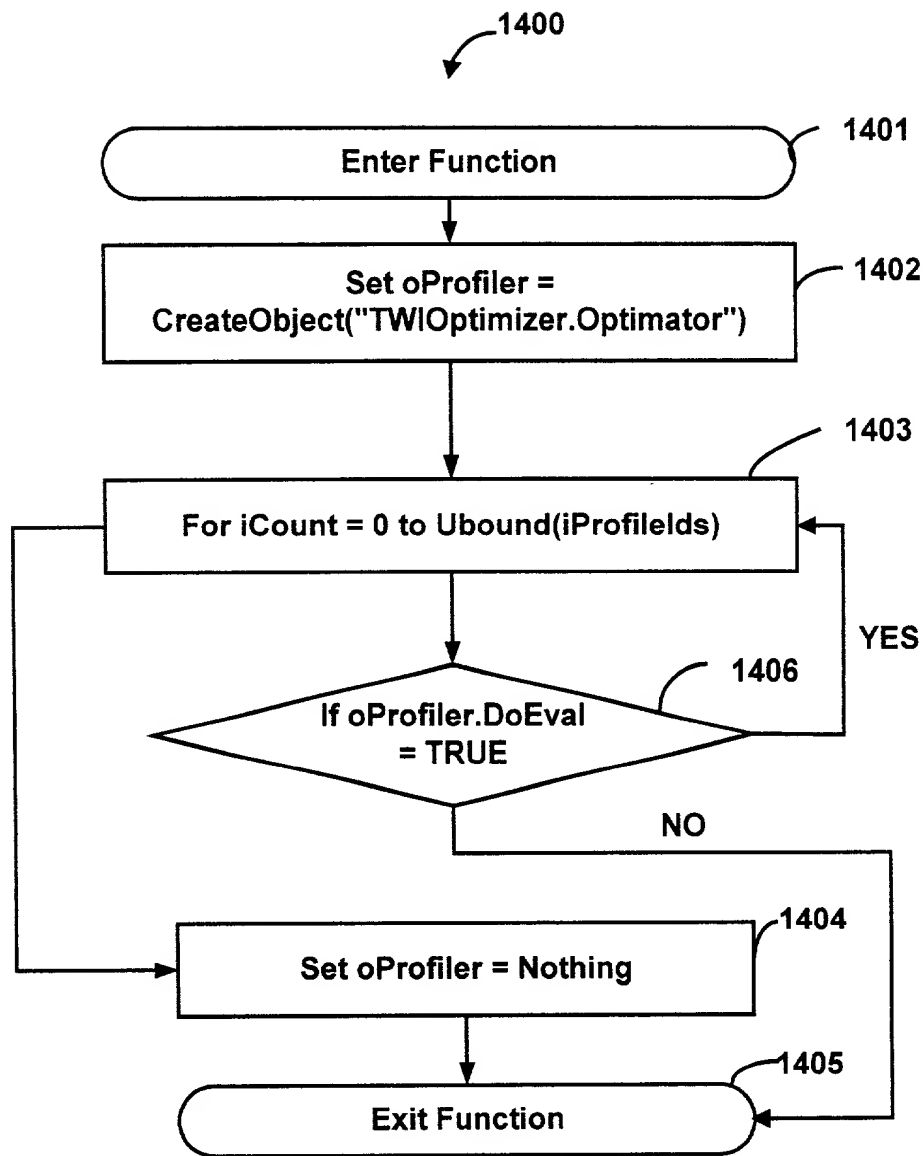 1400
1401
Enter Function
1402
Set oProfiler =
CreateObject("TWIOptimizer.Optimator")
1403
For iCount = 0 to Ubound(iProfileIds)
YES
1406
If oProfiler.DoEval
= TRUE
NO
1404
Set oProfiler = Nothing
1405
Exit Function